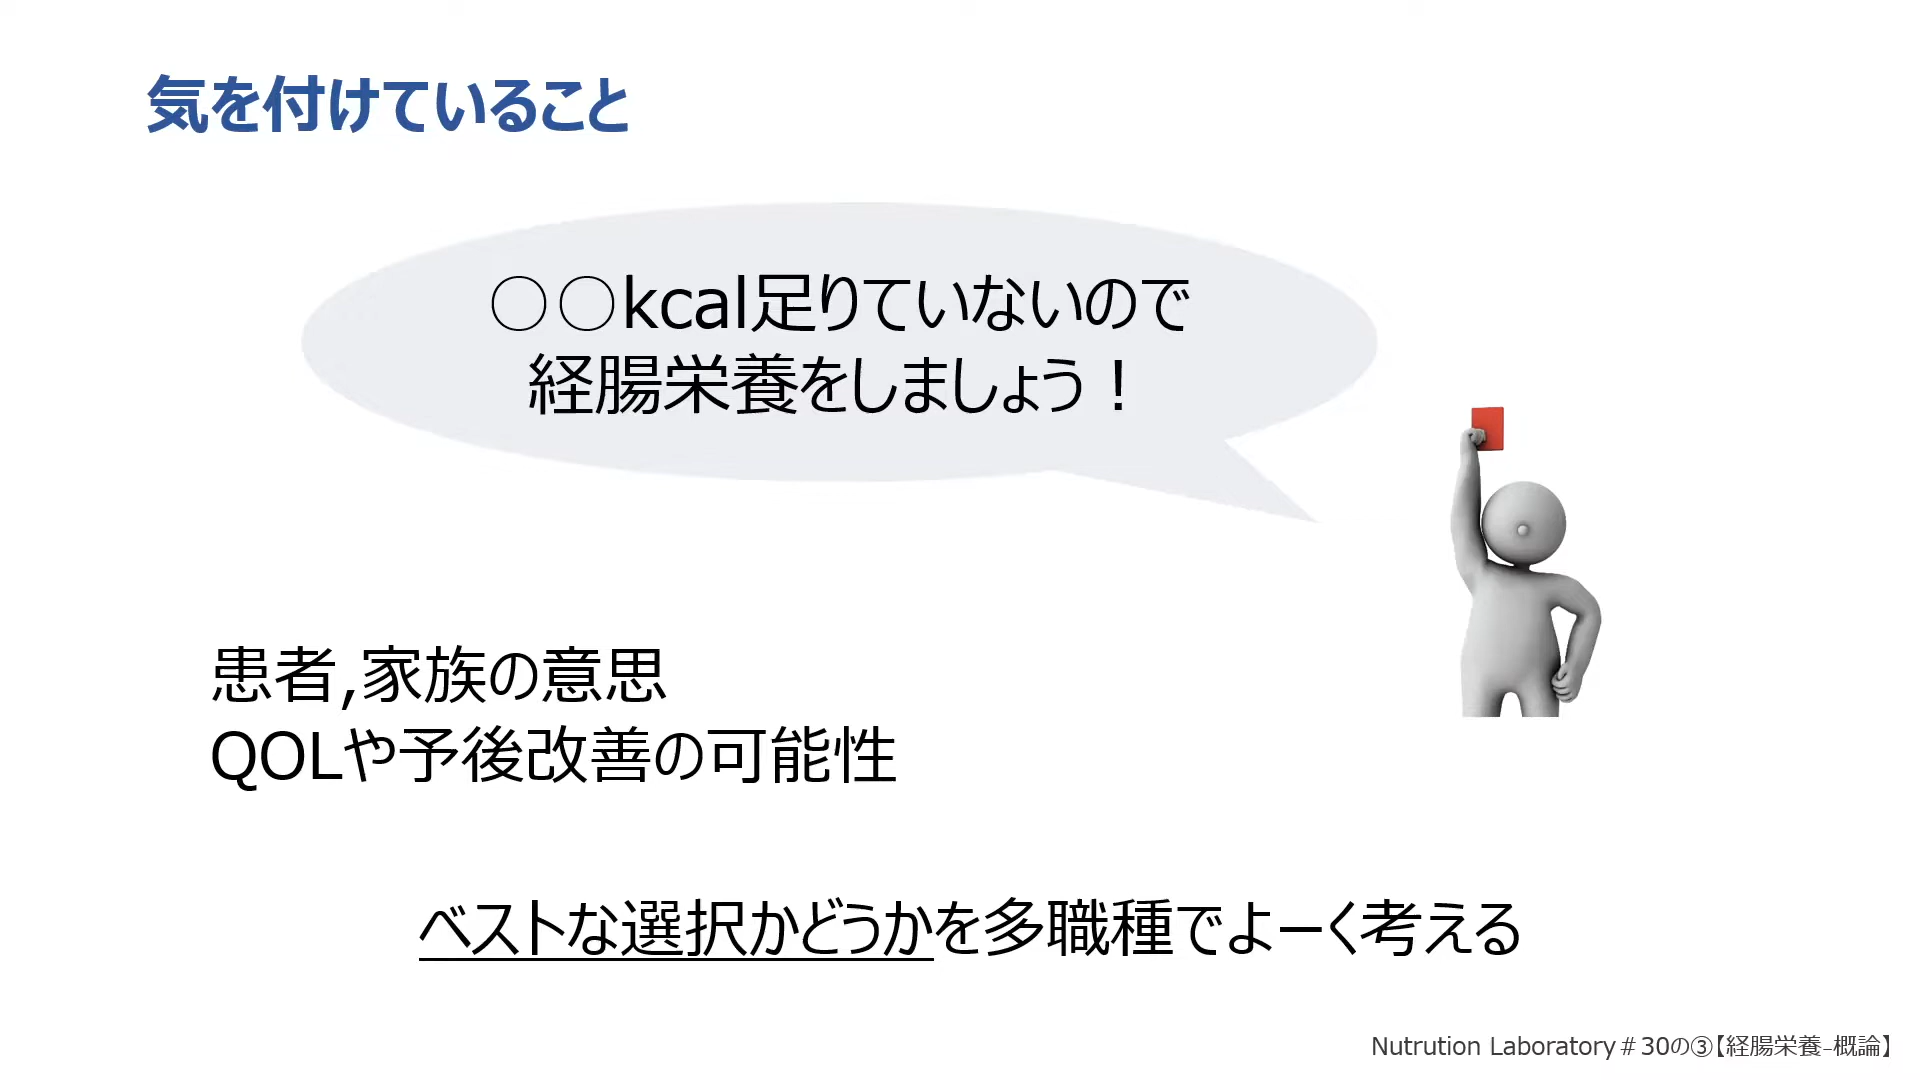 気を付けていること
○○kcal足りていないので
経腸栄養をしましょう！
患者,家族の意思
QOLや予後改善の可能性
ベストな選択かどうかを多職種でよーく考える
Nutrution Laboratory＃30の③【経腸栄養–概論】